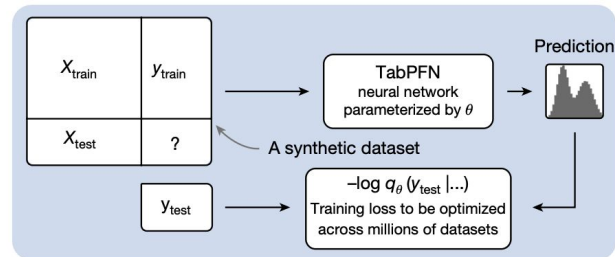 X_train
y_train
X_test
?
TabPFN
neural network
parameterized by θ
Prediction
A synthetic dataset
y_test
–log q_θ (y_test |...)
Training loss to be optimized
across millions of datasets